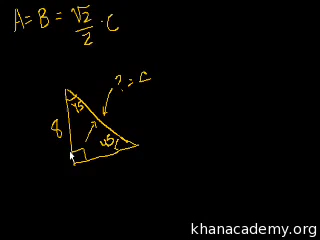 A = B = √2/2 · C
? = C
45
8
45
khanacademy.org